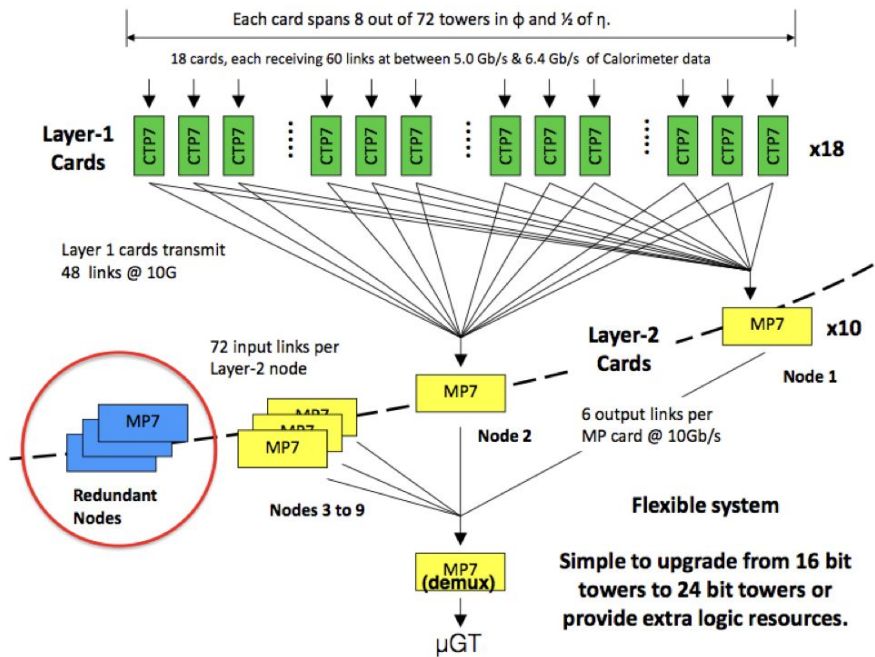 Each card spans 8 out of 72 towers in ϕ and ½ of η.
18 cards, each receiving 60 links at between 5.0 Gb/s & 6.4 Gb/s of Calorimeter data
Layer-1
Cards
CTP7
CTP7
CTP7
CTP7
CTP7
CTP7
CTP7
CTP7
CTP7
CTP7
CTP7
CTP7
x18
Layer 1 cards transmit
48 links @ 10G
MP7
x10
Node 1
Layer-2
Cards
72 input links per
Layer-2 node
MP7
Node 2
6 output links per
MP card @ 10Gb/s
MP7
Redundant
Nodes
MP7
MP7
Nodes 3 to 9
Flexible system
MP7
(demux)
Simple to upgrade from 16 bit
towers to 24 bit towers or
provide extra logic resources.
μGT